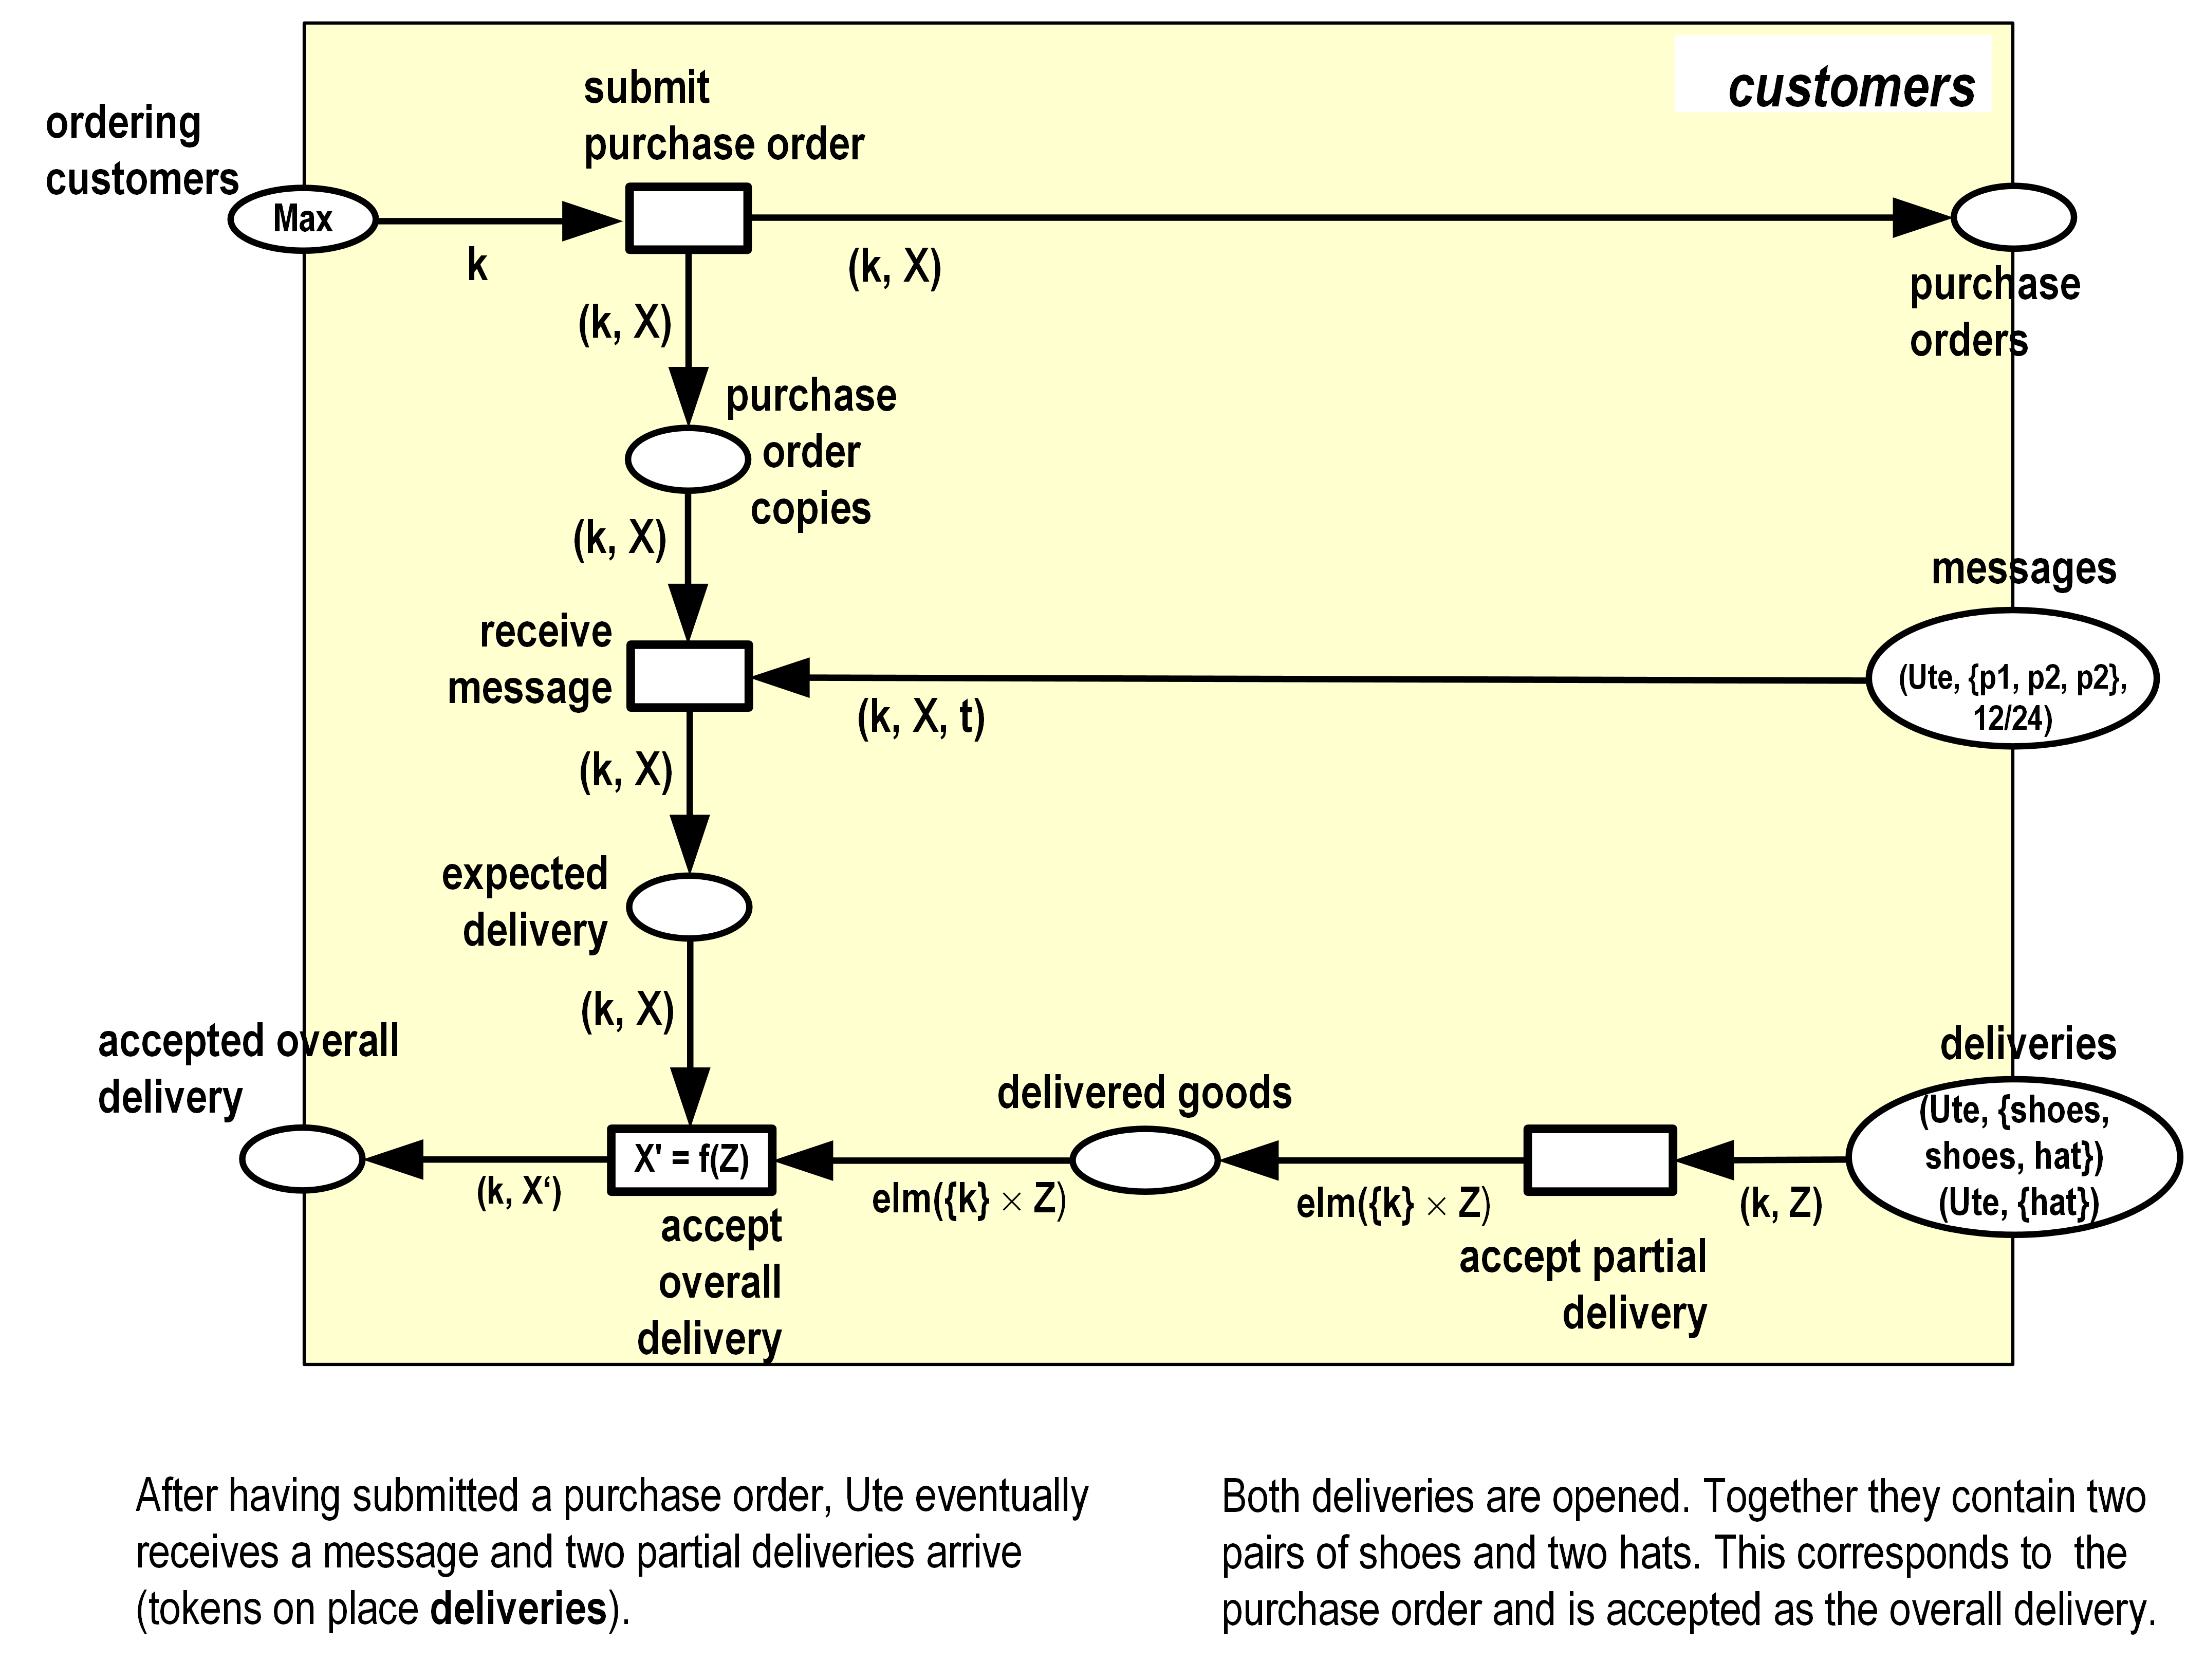 customers
submit
purchase order
ordering
customers
Max
k
(k, X)
purchase
orders
(k, X)
purchase
order
copies
(k, X)
messages
(Ute, {p1, p2, p2},
12/24)
receive
message
(k, X, t)
(k, X)
expected
delivery
(k, X)
accepted overall
delivery
deliveries
(Ute, {shoes,
shoes, hat})
(Ute, {hat})
delivered goods
X' = f(Z)
(k, X‘)
elm({k} × Z)
elm({k} × Z)
(k, Z)
accept
overall
delivery
accept partial
delivery
After having submitted a purchase order, Ute eventually
receives a message and two partial deliveries arrive
(tokens on place deliveries).
Both deliveries are opened. Together they contain two
pairs of shoes and two hats. This corresponds to the
purchase order and is accepted as the overall delivery.